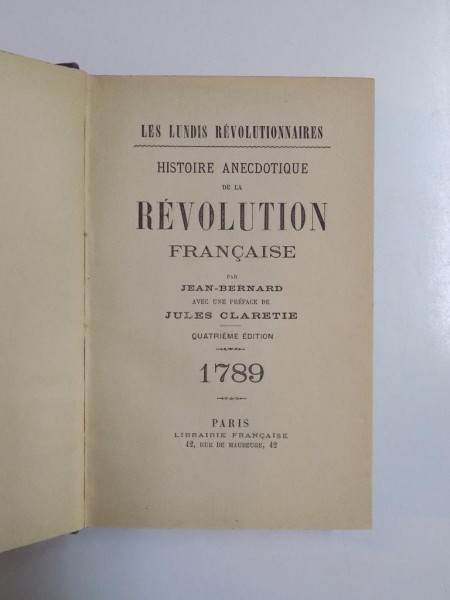 LES LUNDIS RÉVOLUTIONNAIRES
HISTOIRE ANECDOTIQUE
DE LA
RÉVOLUTION
FRANÇAISE
PAR
JEAN-BERNARD
AVEC UNE PRÉFACE DE
JULES CLARETIE
QUATRIÈME ÉDITION
1789
PARIS
LIBRAIRIE FRANÇAISE
42, RUE DE MAUBEUGE, 42